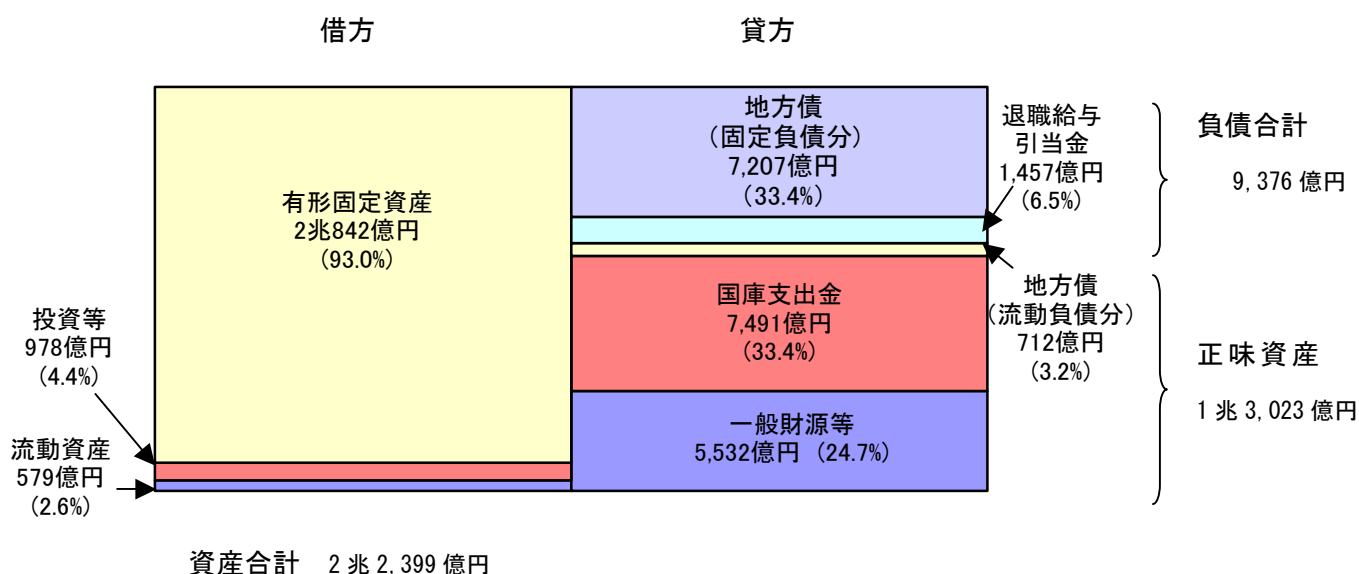 借方
貸方
有形固定資産
2兆842億円
(93.0%)
投資等
978億円
(4.4%)
流動資産
579億円
(2.6%)
地方債
(固定負債分)
7,207億円
(33.4%)
国庫支出金
7,491億円
(33.4%)
一般財源等
5,532億円 (24.7%)
退職給与
引当金
1,457億円
(6.5%)
地方債
(流動負債分)
712億円
(3.2%)
負債合計
9,376 億円
正味資産
1 兆 3,023 億円
資産合計 2 兆 2,399 億円